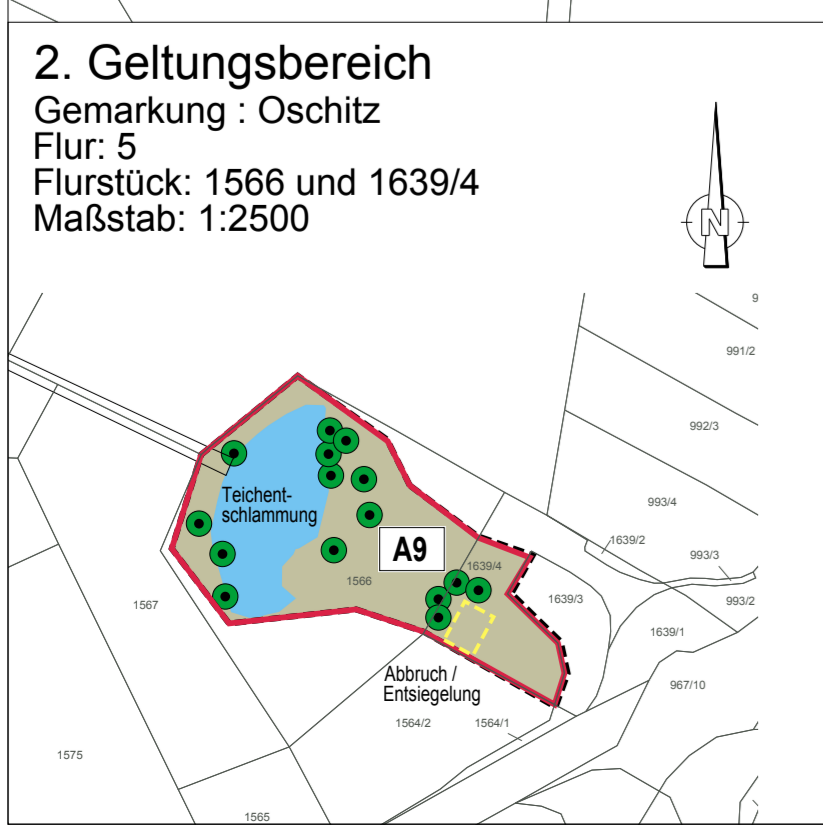 2. Geltungsbereich
Gemarkung : Oschitz
Flur: 5
Flurstück: 1566 und 1639/4
Maßstab: 1:2500
N
9
991/2
992/3
993/4
1639/2
993/3
993/2
1639/1
967/10
Teichent-
schlammung
A9
1566
1639/4
1639/3
1567
Abbruch /
Entsiegelung
1564/2
1564/1
1575
1565